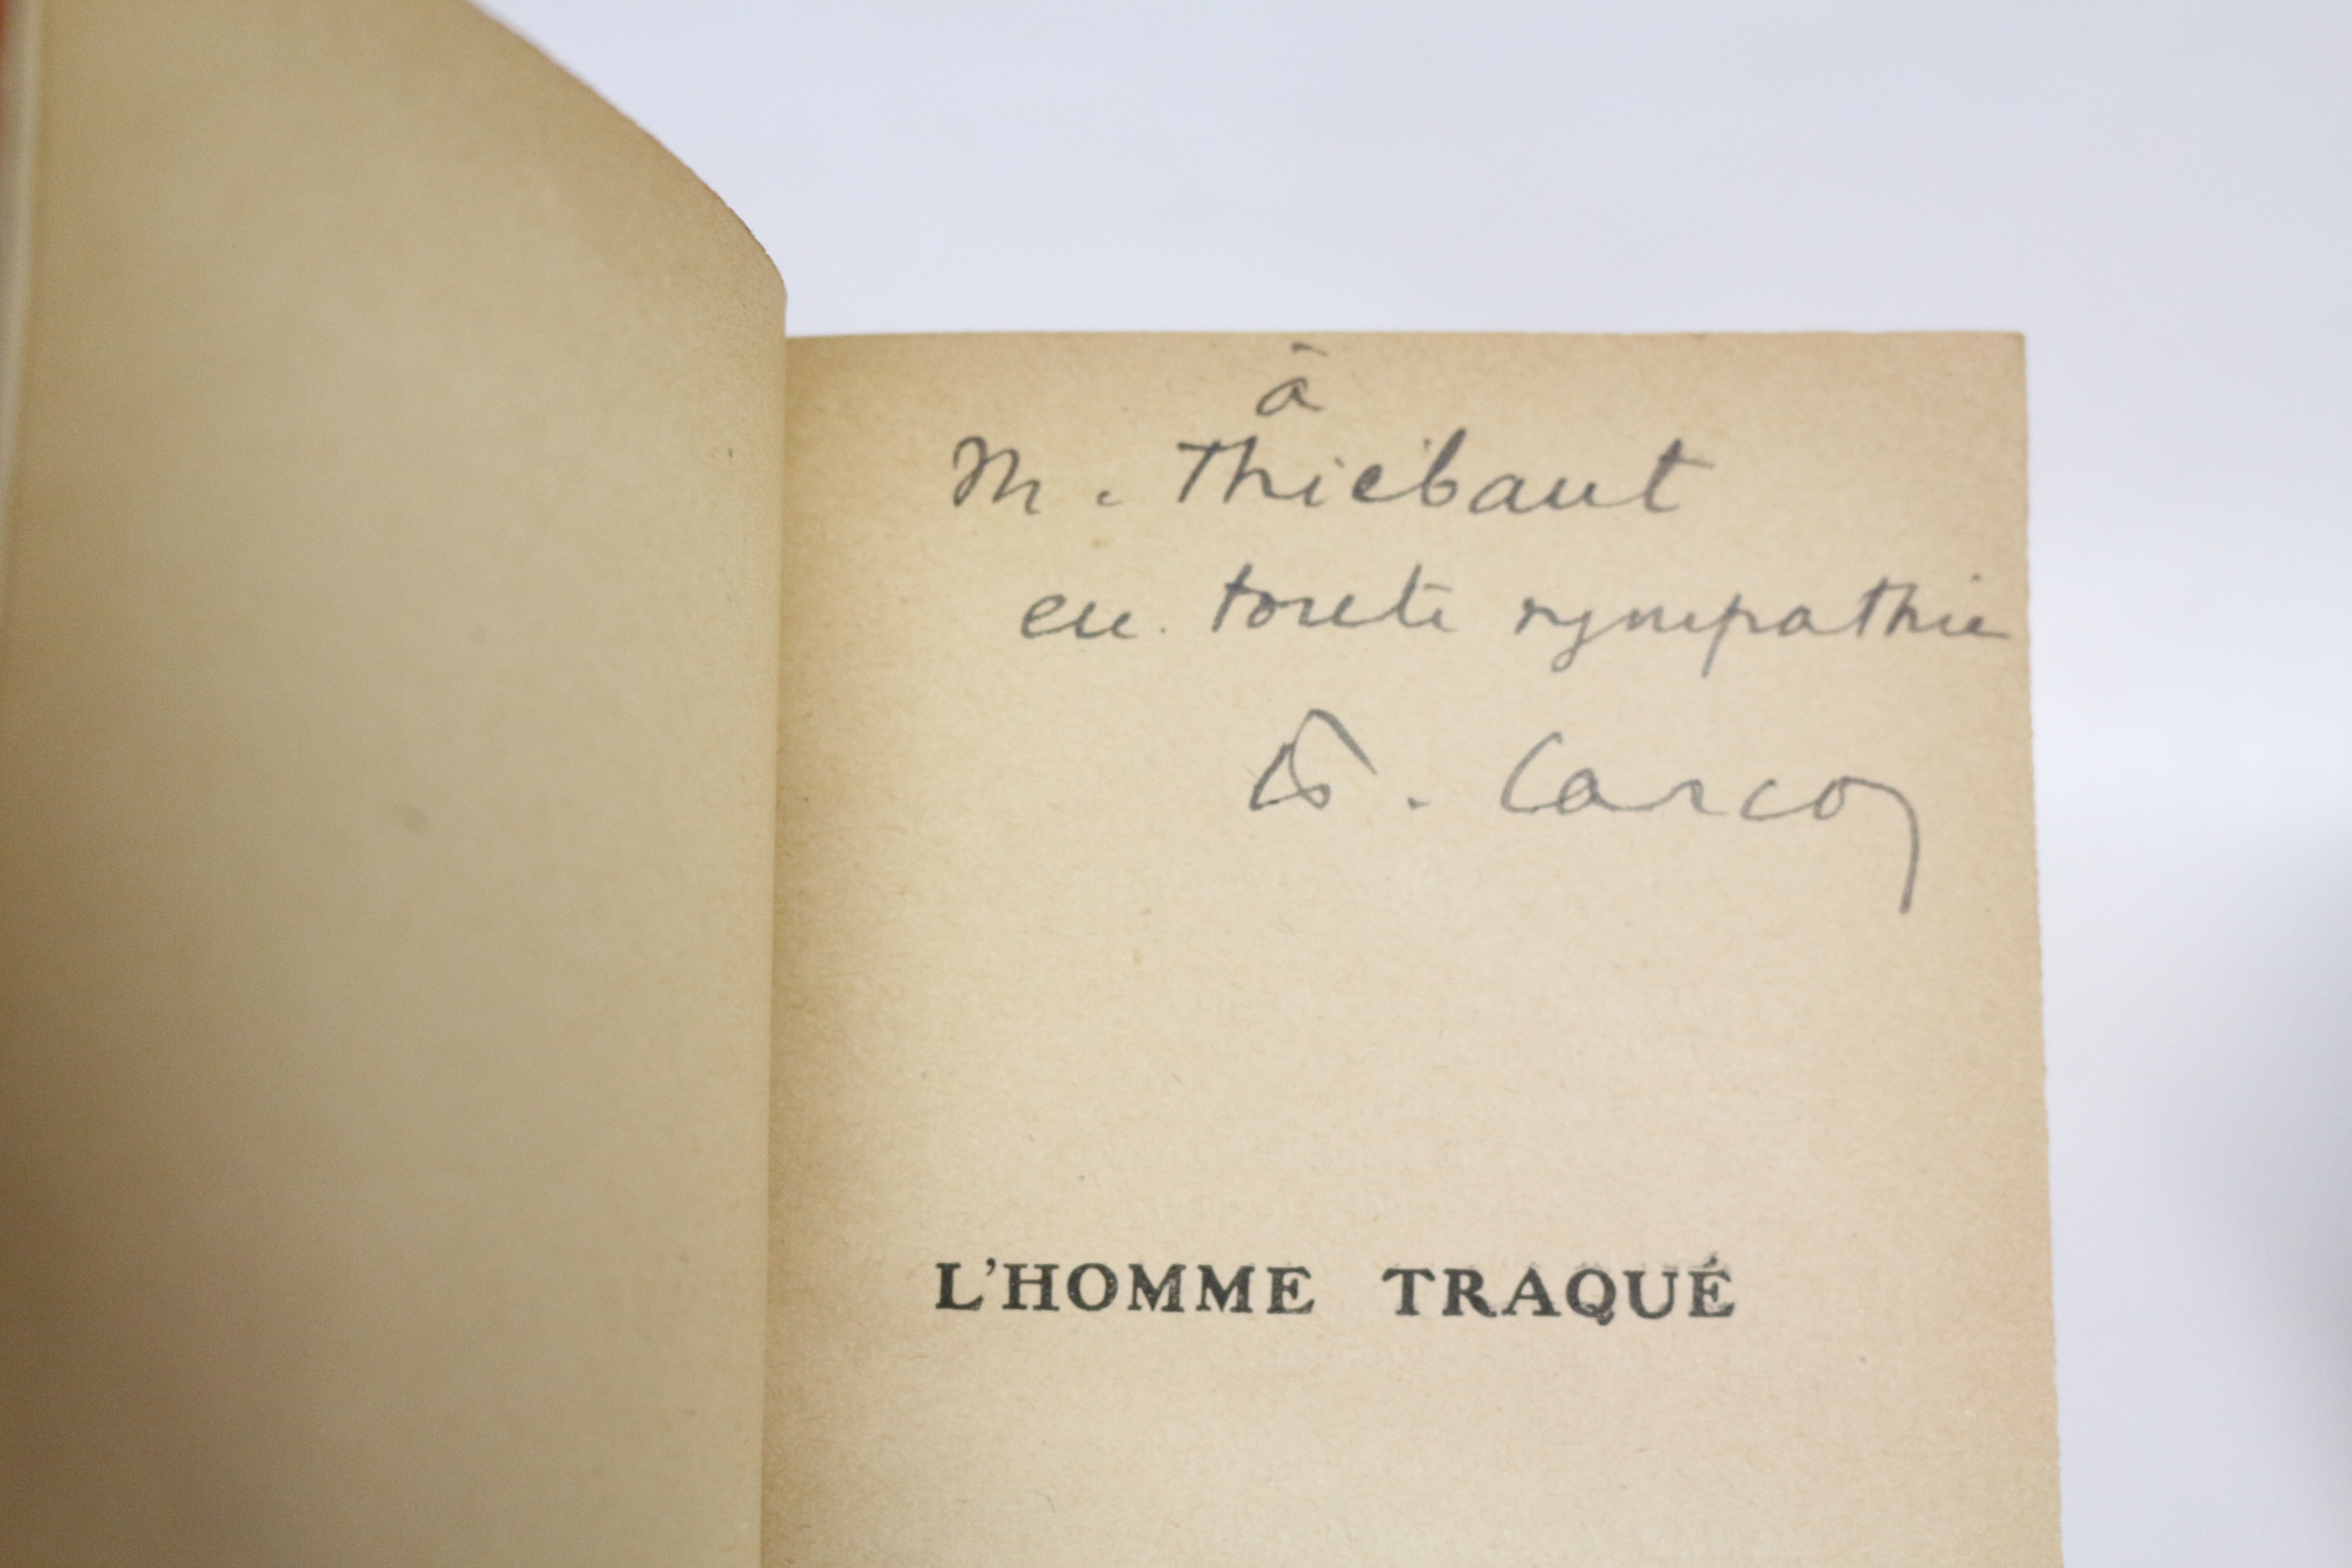 à
M. Thiébaut
en toute sympathie
F. Carco
L'HOMME TRAQUÉ